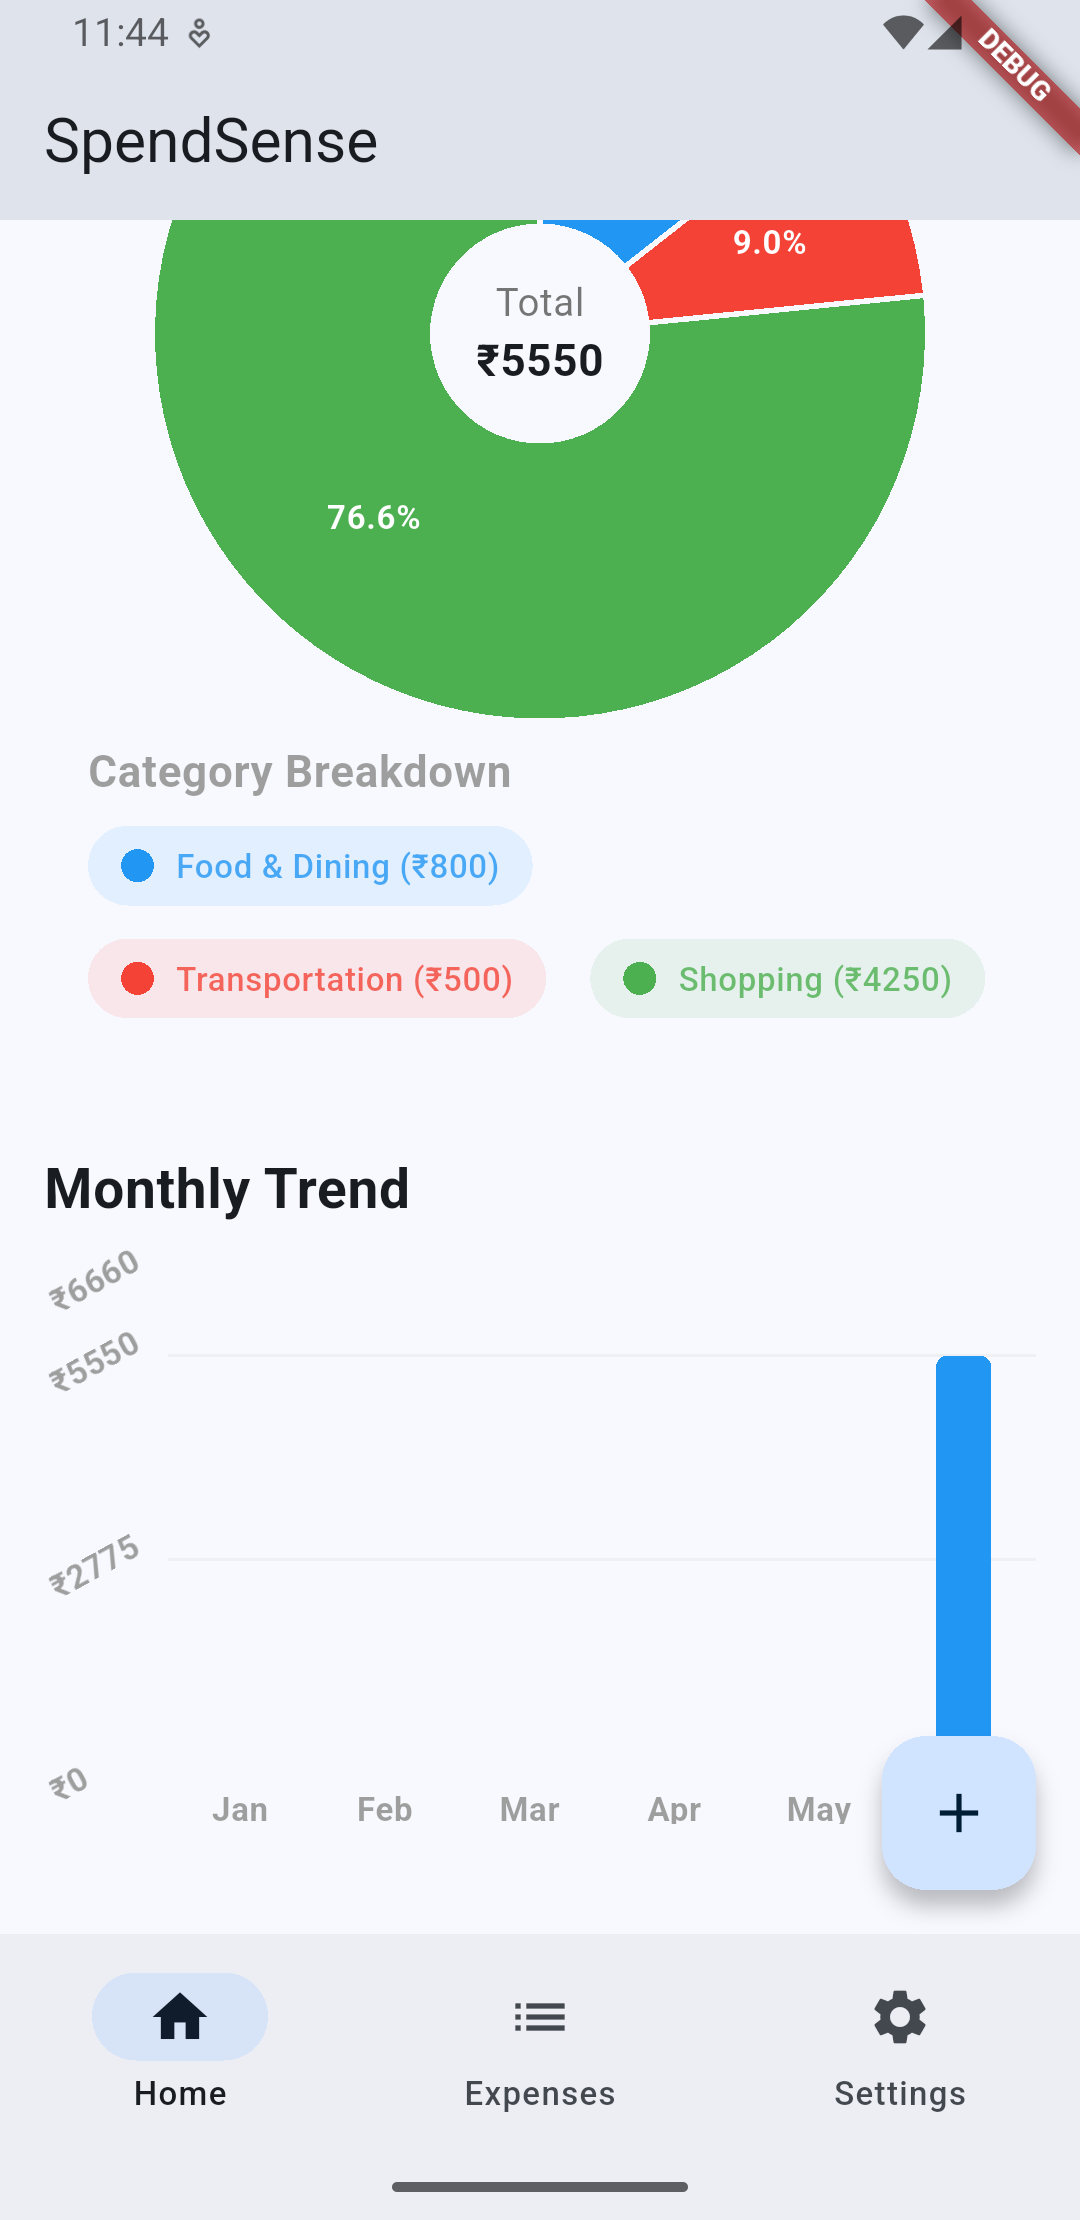 11:44
DEBUG
SpendSense
9.0%
Total
₹5550
76.6%
Category Breakdown
Food & Dining (₹800)
Transportation (₹500)
Shopping (₹4250)
Monthly Trend
₹6660
₹5550
₹2775
₹0
Jan Feb Mar Apr May
+
Home Expenses Settings